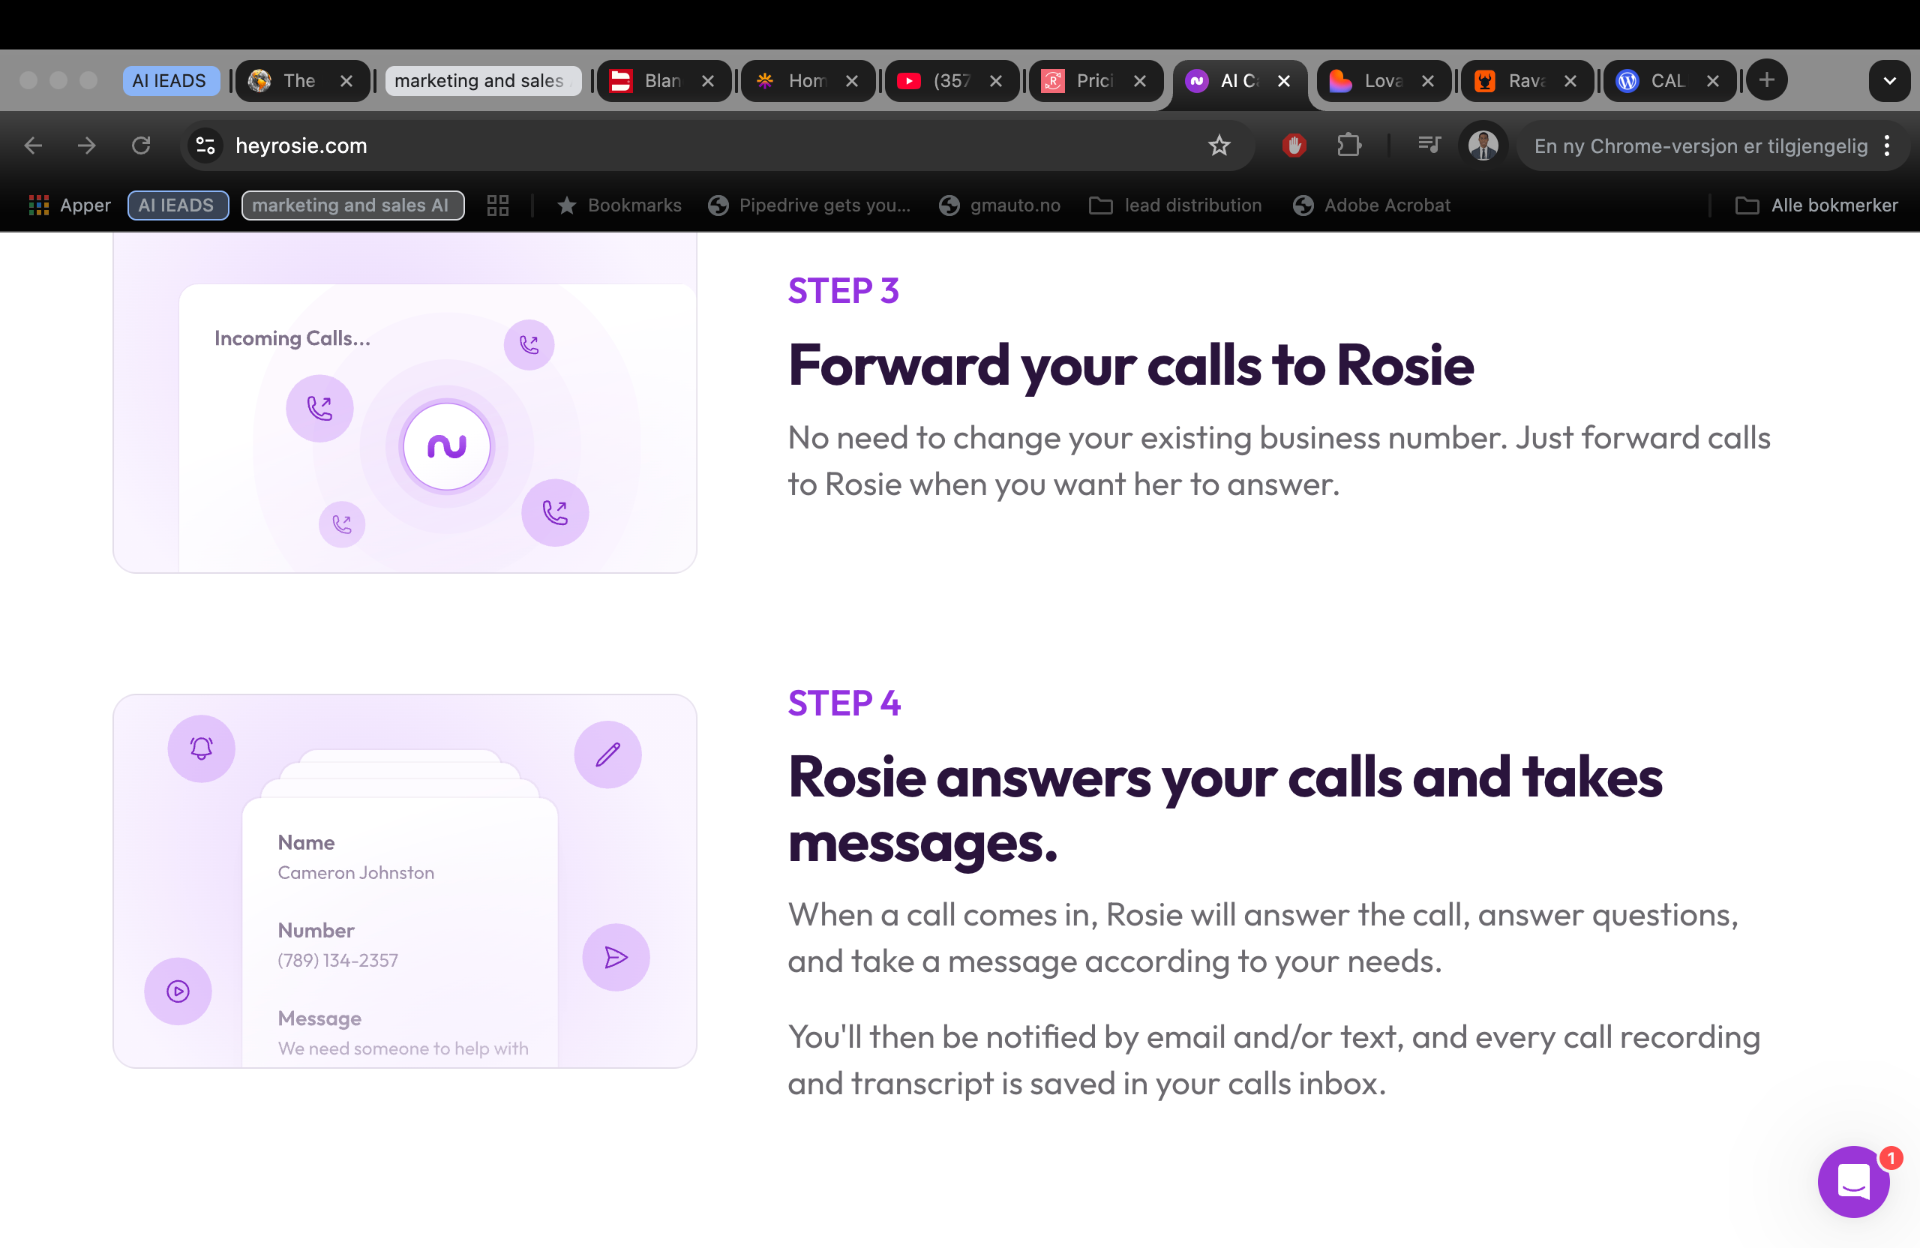 AI IEADS
The
marketing and sales
Blan
Hom
(357
Prici
AI C
Lova
Rava
CAL
heyrosie.com
En ny Chrome-versjon er tilgjengelig
Apper
AI IEADS
marketing and sales AI
Bookmarks
Pipedrive gets you...
gmauto.no
lead distribution
Adobe Acrobat
Alle bokmerker
Incoming Calls...
STEP 3
Forward your calls to Rosie
No need to change your existing business number. Just forward calls
to Rosie when you want her to answer.
Name
Cameron Johnston
Number
(789) 134-2357
Message
We need someone to help with
STEP 4
Rosie answers your calls and takes
messages.
When a call comes in, Rosie will answer the call, answer questions,
and take a message according to your needs.
You'll then be notified by email and/or text, and every call recording
and transcript is saved in your calls inbox.
1